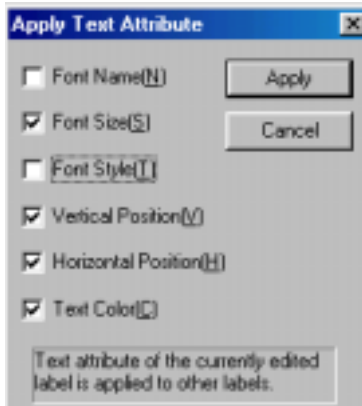 Apply Text Attribute
Font Name(N)
Apply
Font Size(S)
Cancel
Font Style(T)
Vertical Position(V)
Horizontal Position(H)
Text Color(C)
Text attribute of the currently edited
label is applied to other labels.